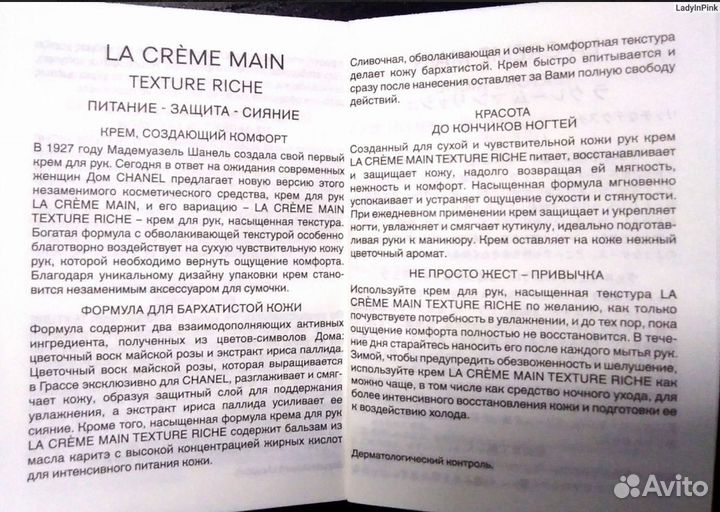 LA CRÈME MAIN
TEXTURE RICHE
ПИТАНИЕ - ЗАЩИТА - СИЯНИЕ
КРЕМ, СОЗДАЮЩИЙ КОМФОРТ
В 1927 году Мадемуазель Шанель создала свой первый
крем для рук. Сегодня в ответ на ожидания современных
женщин Дом CHANEL предлагает новую версию этого
незаменимого косметического средства, крем для рук
LA CRÈME MAIN, и его вариацию – LA CRÈME MAIN
TEXTURE RICHE – крем для рук, насыщенная текстура.
Богатая формула с обволакивающей текстурой особенно
благотворно воздействует на сухую чувствительную кожу
рук, которой необходимо вернуть ощущение комфорта.
Благодаря уникальному дизайну упаковки крем стано-
вится незаменимым аксессуаром для сумочки.
ФОРМУЛА ДЛЯ БАРХАТИСТОЙ КОЖИ
Формула содержит два взаимодополняющих активных
ингредиента, полученных из цветов-символов Дома:
цветочный воск майской розы и экстракт ириса паллида.
Цветочный воск майской розы, которая выращивается
в Грассе эксклюзивно для CHANEL, разглаживает и смяг-
чает кожу, образуя защитный слой для поддержания
увлажнения, а экстракт ириса паллида усиливает ее
сияние. Кроме того, насыщенная формула крема для рук
LA CRÈME MAIN TEXTURE RICHE содержит бальзам из
масла каритэ с высокой концентрацией жирных кислот
для интенсивного питания кожи.
Сливочная, обволакивающая и очень комфортная текстура
делает кожу бархатистой. Крем быстро впитывается и
сразу после нанесения оставляет за Вами полную свободу
действий.
КРАСОТА
ДО КОНЧИКОВ НОГТЕЙ
Созданный для сухой и чувствительной кожи рук крем
LA CRÈME MAIN TEXTURE RICHE питает, восстанавливает
и защищает кожу, надолго возвращая ей мягкость,
нежность и комфорт. Насыщенная формула мгновенно
успокаивает и устраняет ощущение сухости и стянутости.
При ежедневном применении крем защищает и укрепляет
ногти, увлажняет и смягчает кутикулу, идеально подготав-
ливая руки к маникюру. Крем оставляет на коже нежный
цветочный аромат.
НЕ ПРОСТО ЖЕСТ – ПРИВЫЧКА
Используйте крем для рук, насыщенная текстура LA
CRÈME MAIN TEXTURE RICHE по желанию, как только
почувствуете потребность в увлажнении, и до тех пор, пока
ощущение комфорта полностью не восстановится. В тече-
ние дня старайтесь наносить его после каждого мытья рук.
Зимой, чтобы предупредить обезвоженность и шелушение,
используйте крем LA CRÈME MAIN TEXTURE RICHE как
можно чаще, в том числе как средство ночного ухода, для
более интенсивного восстановления кожи и подготовки ее
к воздействию холода.
Дерматологический контроль.
LadyInPink
Avito